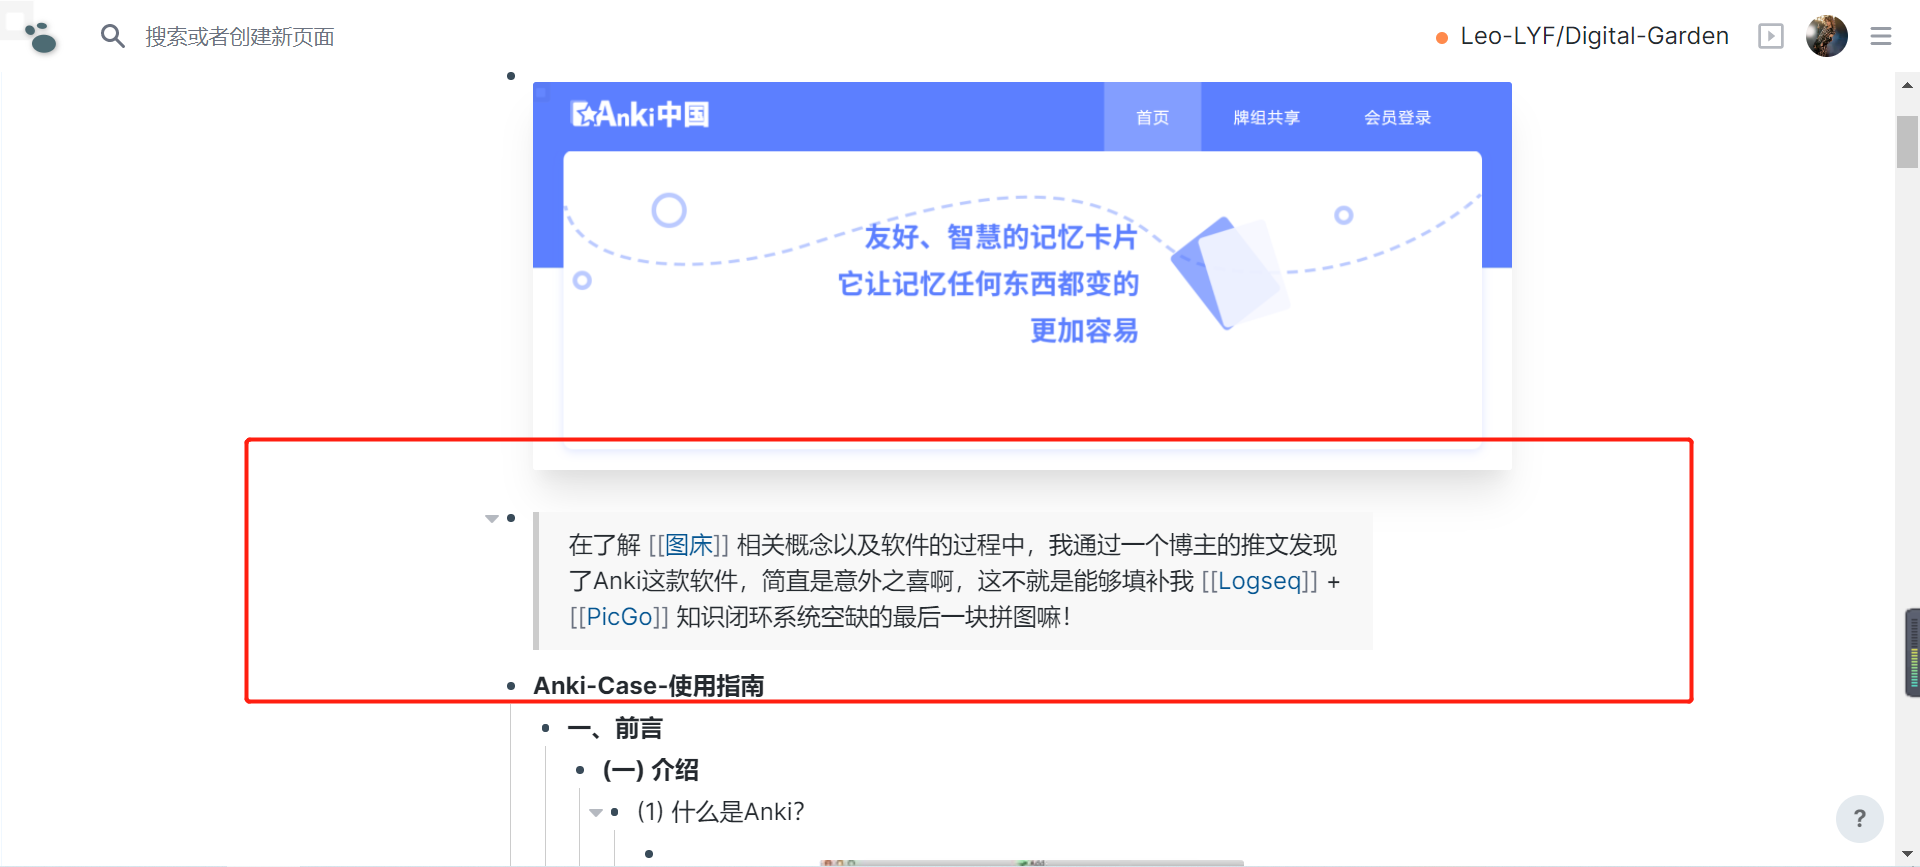 搜索或者创建新页面
Leo-LYF/Digital-Garden
Anki中国
首页
牌组共享
会员登录
友好、智慧的记忆卡片
它让记忆任何东西都变的
更加容易
在了解 [[图床]] 相关概念以及软件的过程中，我通过一个博主的推文发现
了Anki这款软件，简直是意外之喜啊，这不就是能够填补我 [[Logseq]] +
[[PicGo]] 知识闭环系统空缺的最后一块拼图嘛！
Anki-Case-使用指南
一、前言
(一) 介绍
(1) 什么是Anki？
?